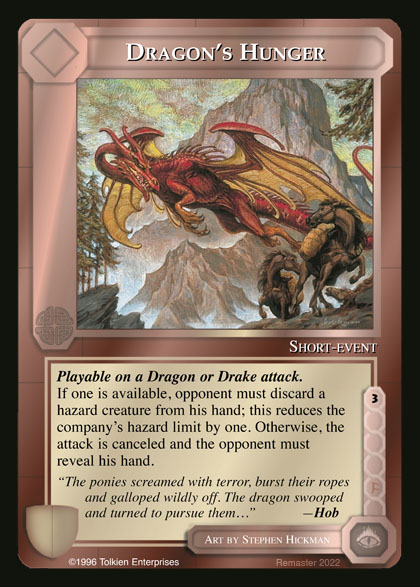 DRAGON'S HUNGER
SHORT-EVENT
Playable on a Dragon or Drake attack.
If one is available, opponent must discard a
hazard creature from his hand; this reduces the
company's hazard limit by one. Otherwise, the
attack is canceled and the opponent must
reveal his hand.
3
“The ponies screamed with terror, burst their ropes
and galloped wildly off. The dragon swooped
and turned to pursue them…” —Hob
ART BY STEPHEN HICKMAN
©1996 Tolkien Enterprises
Remaster 2022